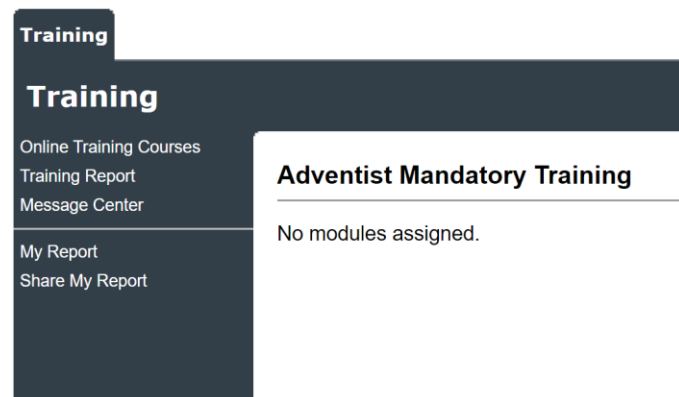 Training
Training
Online Training Courses
Training Report
Message Center
My Report
Share My Report
Adventist Mandatory Training
No modules assigned.